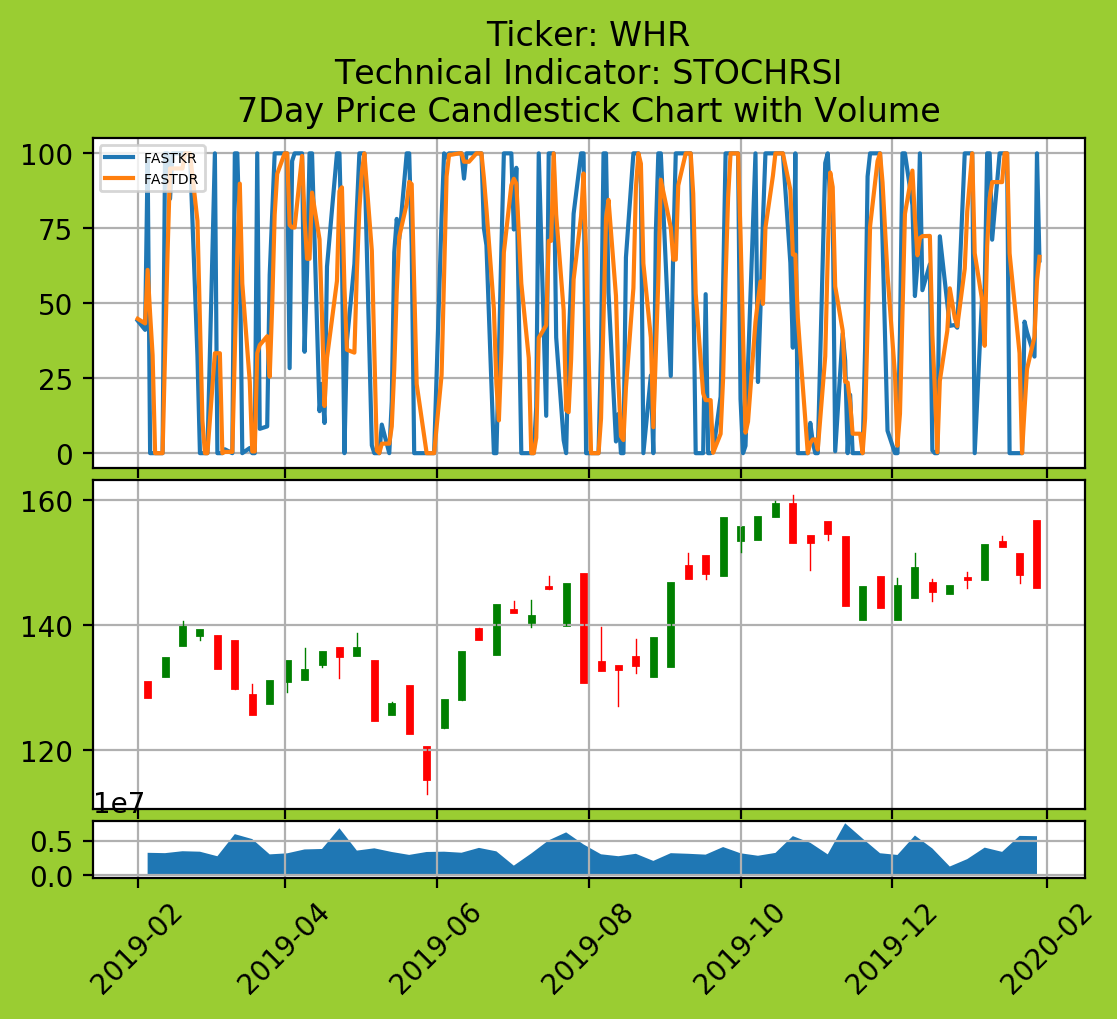 Ticker: WHR
Technical Indicator: STOCHRSI
7Day Price Candlestick Chart with Volume
100
75
50
25
0
FASTKR
FASTDR
160
140
120
1e7
0.5
0.0
2019-02
2019-04
2019-06
2019-08
2019-10
2019-12
2020-02